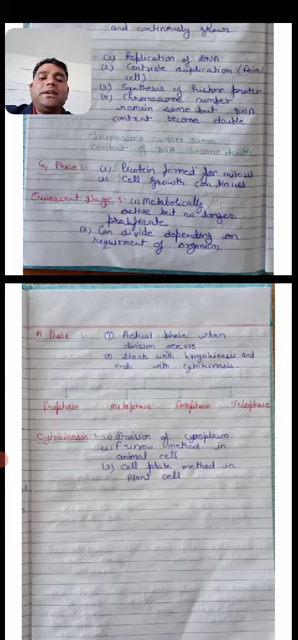 and continously grows
(1) Replication of DNA
(2) Centriole duplication (Animal
cell)
(3) Synthesis of histone protein
(4) Chromosome number
remain same but DNA
content become double
Chromosome number same
content of DNA become double
G2 Phase :- (1) Protein formed for mitosis
(2) Cell growth continues
Quiescent stage :- (1) Metabolically
active but no longer
proliferate
(2) Can divide depending on
requirment of organism
M Phase :- (1) Actual phase when
division occurs
(2) Starts with karyokinesis and
ends with cytokinesis
Prophase Metaphase Anaphase Telophase
Cytokinesis :- (1) Division of cytoplasm
(2) Furrow method in
animal cell
(3) Cell plate method in
Plant cell